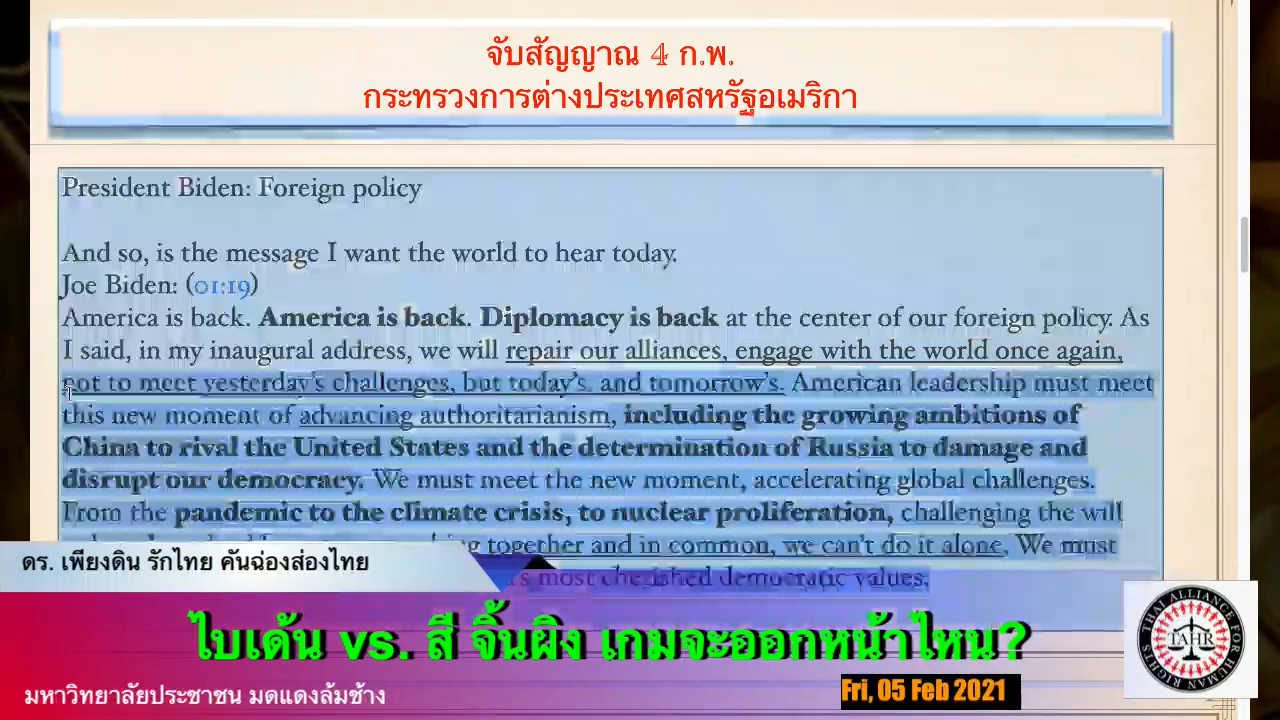 จับสัญญาณ 4 ก.พ.
กระทรวงการต่างประเทศสหรัฐอเมริกา
President Biden: Foreign policy
And so, is the message I want the world to hear today.
Joe Biden: (01:19)
America is back. America is back. Diplomacy is back at the center of our foreign policy. As
I said, in my inaugural address, we will repair our alliances, engage with the world once again,
not to meet yesterday's challenges, but today's, and tomorrow's. American leadership must meet
this new moment of advancing authoritarianism, including the growing ambitions of
China to rival the United States and the determination of Russia to damage and
disrupt our democracy. We must meet the new moment, accelerating global challenges.
From the pandemic to the climate crisis, to nuclear proliferation, challenging the will
together and in common, we can't do it alone. We must
most cherished democratic values.
ดร. เพียงดิน รักไทย คันฉ่องส่องไทย
ไบเด้น vs. สี จิ้นผิง เกมจะออกหน้าไหน?
มหาวิทยาลัยประชาชน มดแดงล้มช้าง
Fri, 05 Feb 2021
THAI ALLIANCE FOR HUMAN RIGHTS
TAHR